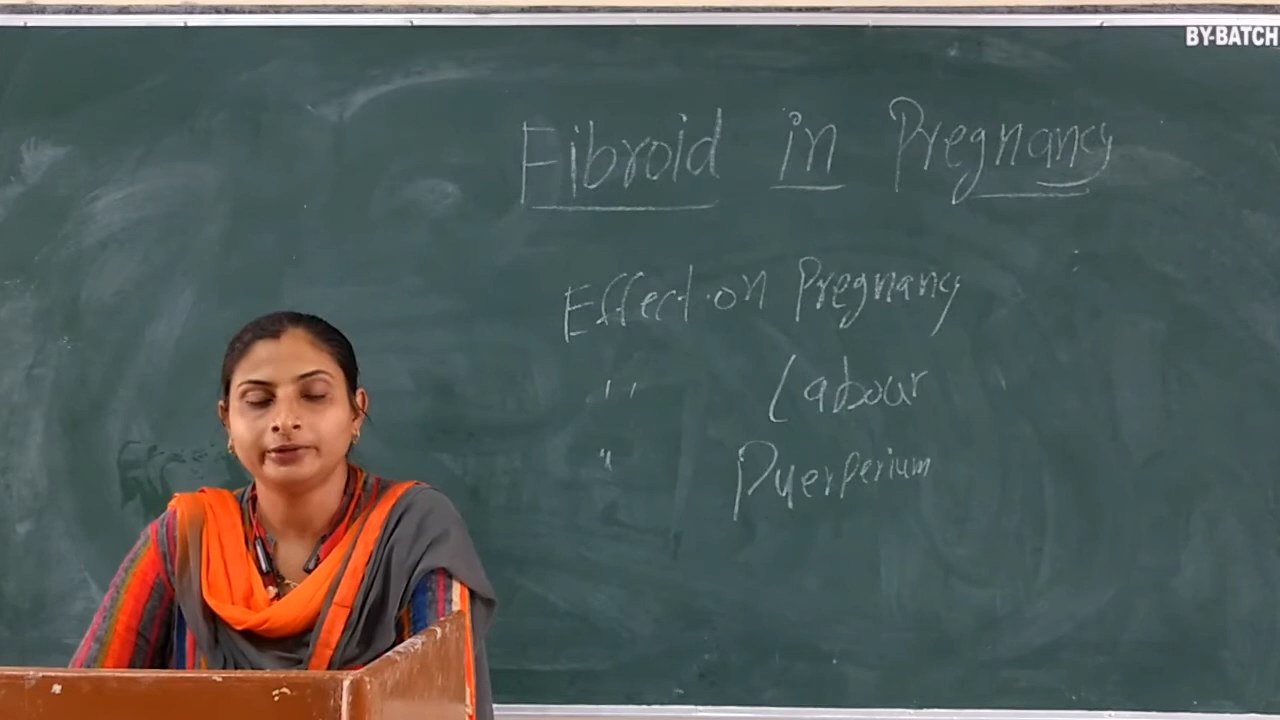 BY-BATCH
Fibroid in Pregnancy
Effect on Pregnancy
" Labour
" Puerperium